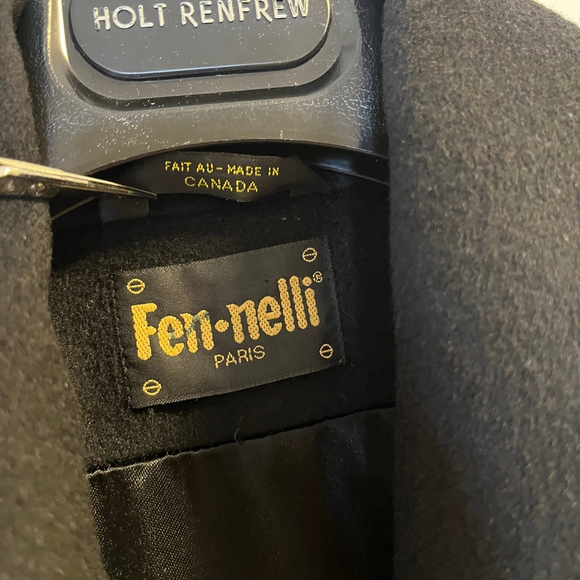 HOLT RENFREW
FAIT AU - MADE IN
CANADA
Fen·nelli®
PARIS